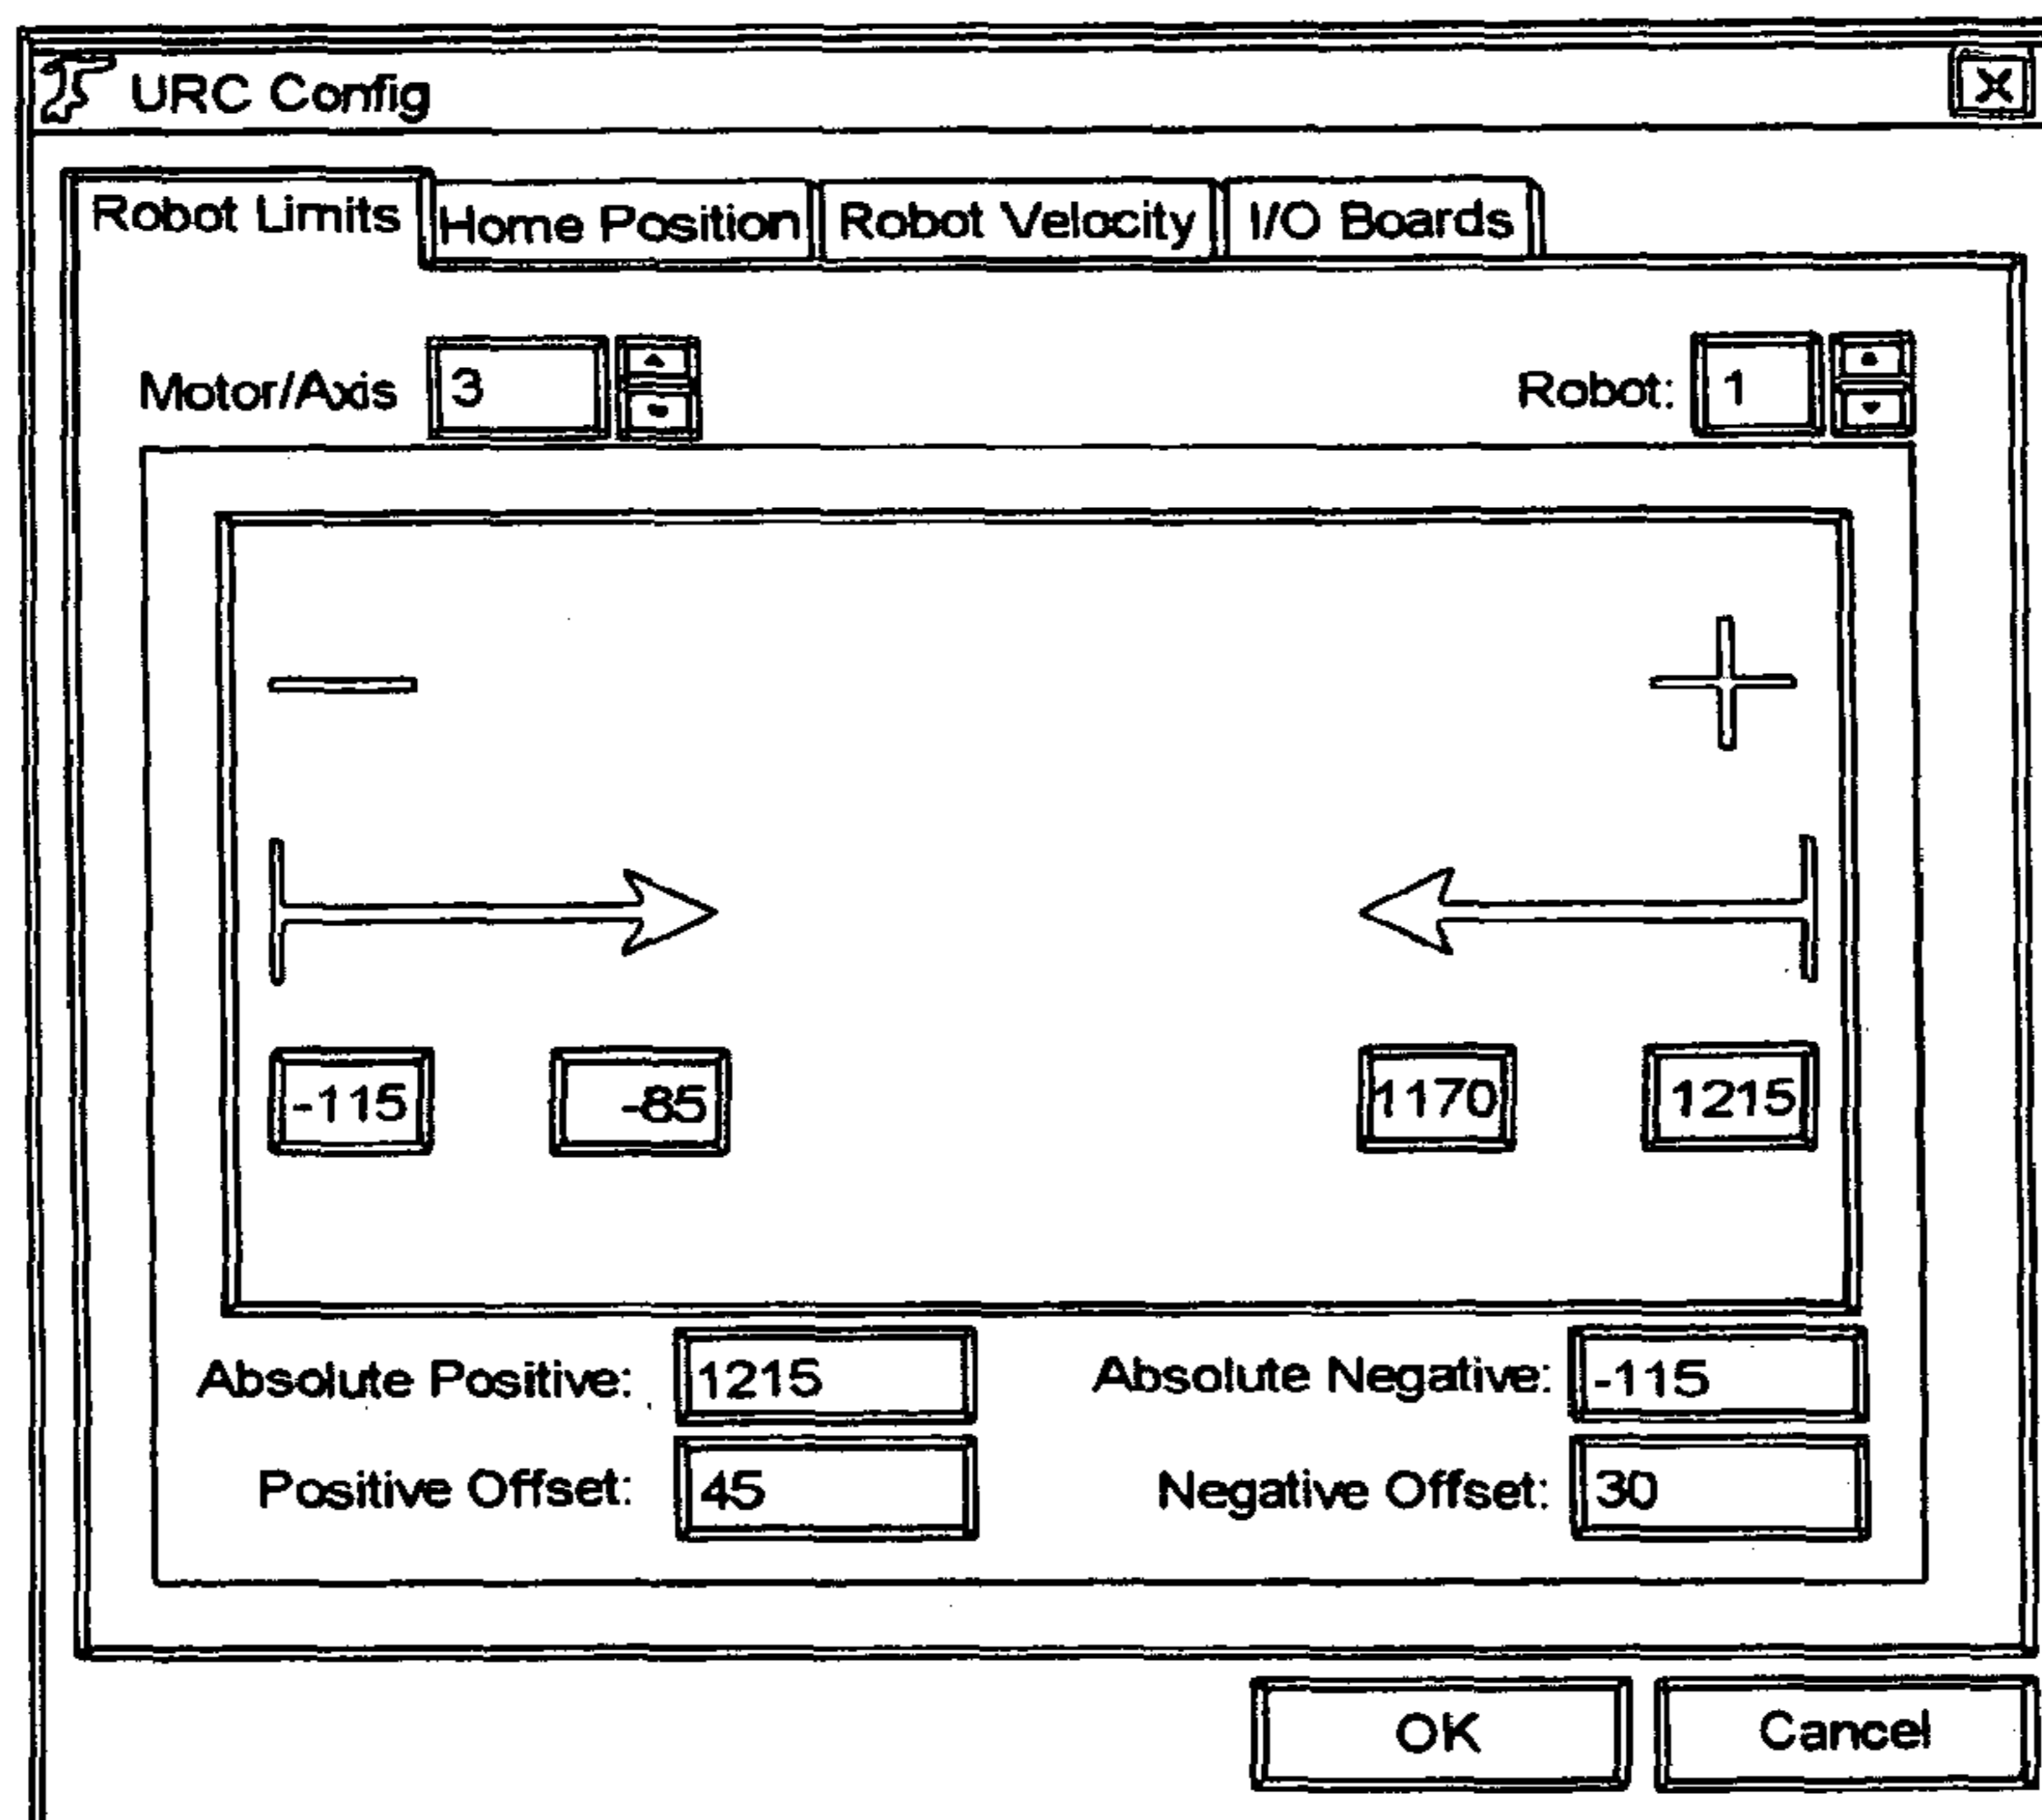 URC Config
Robot Limits Home Position Robot Velocity I/O Boards
Motor/Axis 3 Robot: 1
-115 -85 1170 1215
Absolute Positive: 1215 Absolute Negative: -115
Positive Offset: 45 Negative Offset: 30
OK Cancel